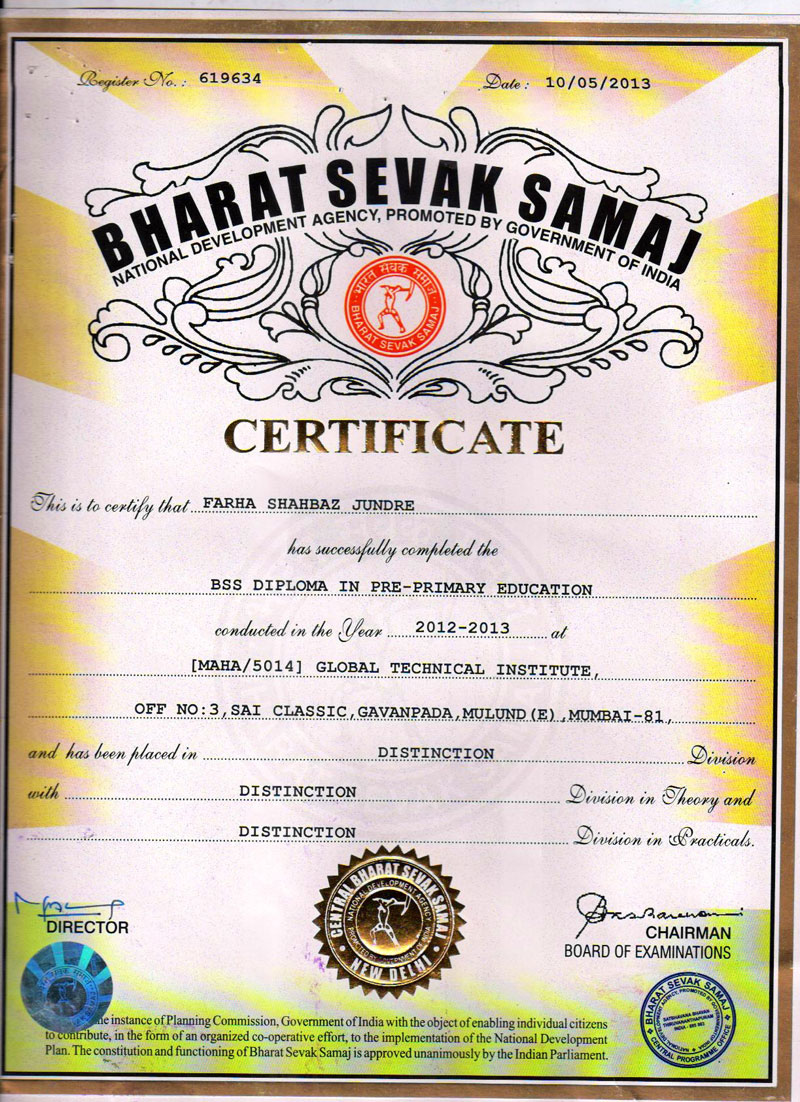 Register No. : 619634
Date : 10/05/2013
BHARAT SEVAK SAMAJ
NATIONAL DEVELOPMENT AGENCY, PROMOTED BY GOVERNMENT OF INDIA
भारत सेवक समाज
BHARAT SEVAK SAMAJ
CERTIFICATE
This is to certify that FARHA SHAHBAZ JUNDRE
has successfully completed the
BSS DIPLOMA IN PRE-PRIMARY EDUCATION
conducted in the Year 2012-2013 at
[MAHA/5014] GLOBAL TECHNICAL INSTITUTE,
OFF NO:3,SAI CLASSIC,GAVANPADA,MULUND(E),MUMBAI-81,
and has been placed in DISTINCTION Division
with DISTINCTION Division in Theory and
DISTINCTION Division in Practicals.
CENTRAL BHARAT SEVAK SAMAJ
NATIONAL DEVELOPMENT AGENCY
PROMOTED BY GOVERNMENT OF INDIA
NEW DELHI
DIRECTOR
CHAIRMAN
BOARD OF EXAMINATIONS
BHARAT SEVAK SAMAJ
CENTRAL PROGRAMME OFFICE
instance of Planning Commission, Government of India with the object of enabling individual citizens
to contribute, in the form of an organized co-operative effort, to the implementation of the National Development
Plan. The constitution and functioning of Bharat Sevak Samaj is approved unanimously by the Indian Parliament.